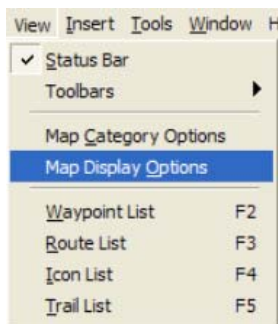 View Insert Tools Window H
Status Bar
Toolbars
Map Category Options
Map Display Options
Waypoint List F2
Route List F3
Icon List F4
Trail List F5